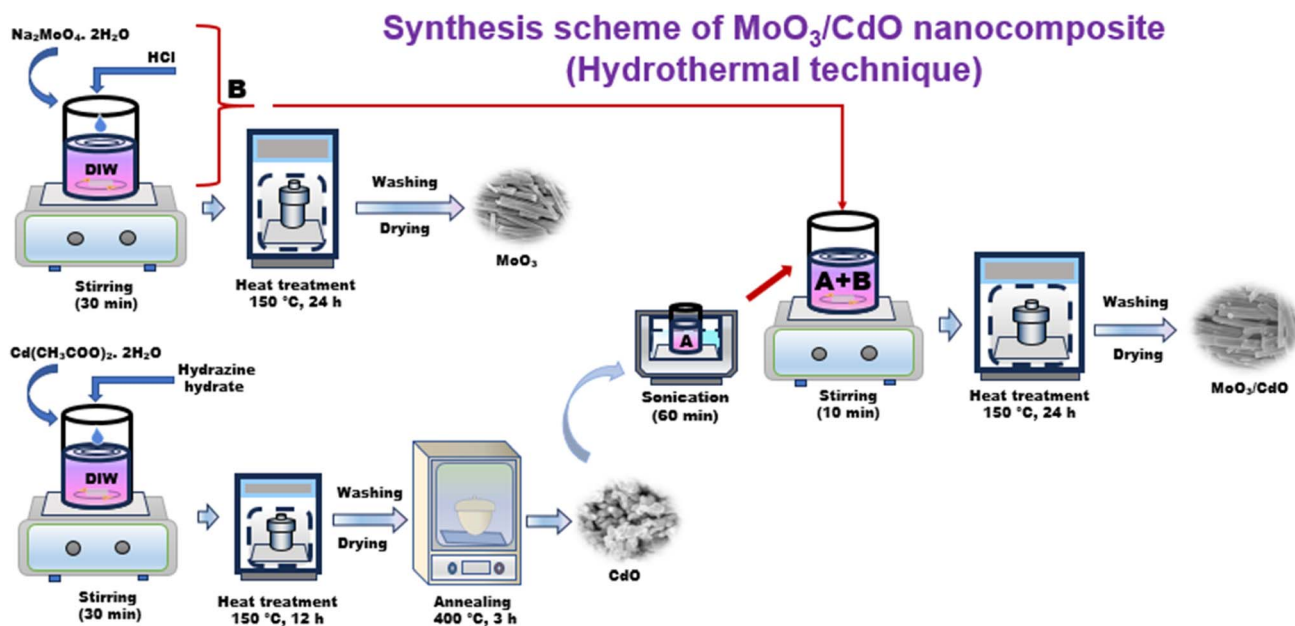 Synthesis scheme of MoO₃/CdO nanocomposite
(Hydrothermal technique)
Na₂MoO₄. 2H₂O
HCl
B
DIW
Stirring
(30 min)
Heat treatment
150 °C, 24 h
Washing
Drying
MoO₃
Cd(CH₃COO)₂. 2H₂O
Hydrazine
hydrate
DIW
Stirring
(30 min)
Heat treatment
150 °C, 12 h
Washing
Drying
Annealing
400 °C, 3 h
CdO
A
Sonication
(60 min)
A+B
Stirring
(10 min)
Heat treatment
150 °C, 24 h
Washing
Drying
MoO₃/CdO